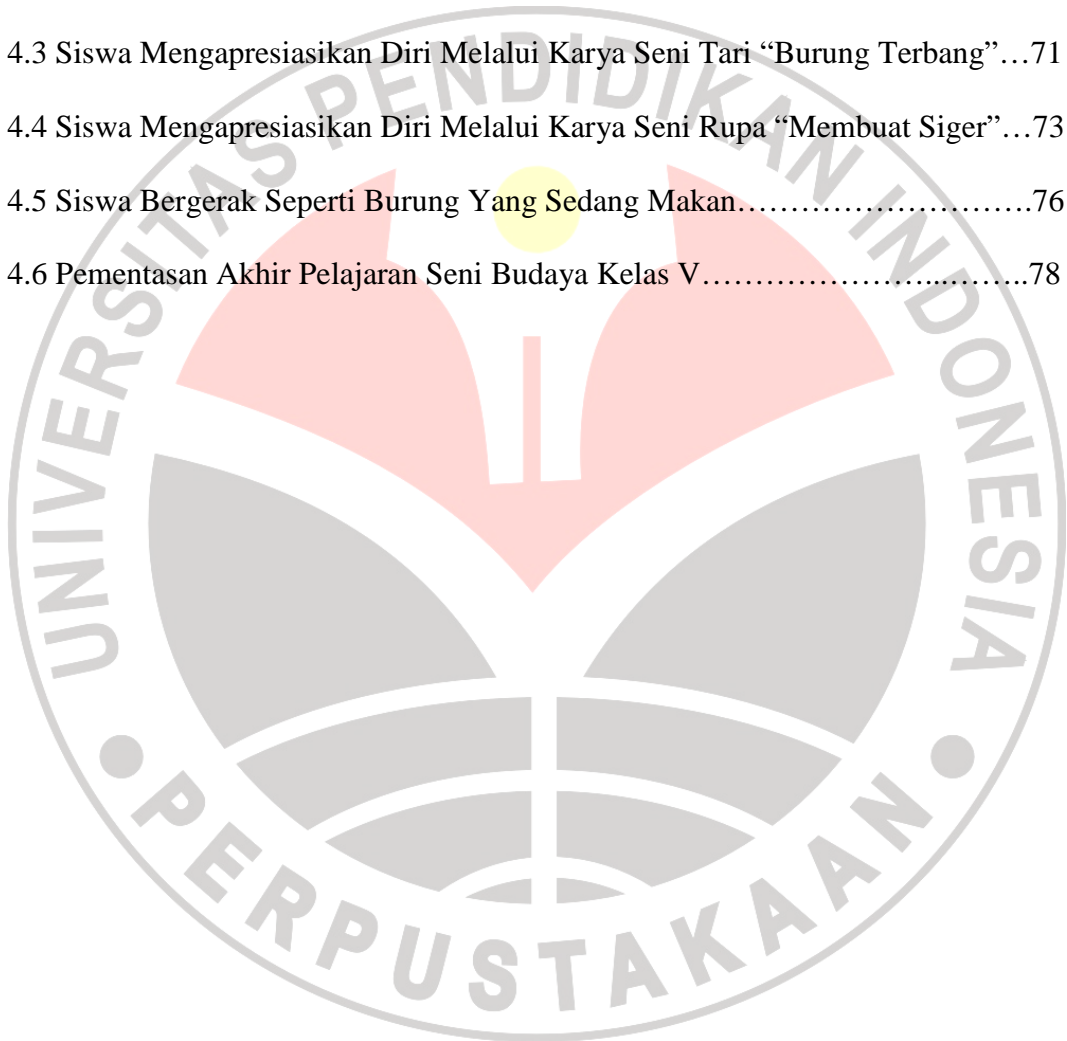 4.3 Siswa Mengapresiasikan Diri Melalui Karya Seni Tari “Burung Terbang”…71
4.4 Siswa Mengapresiasikan Diri Melalui Karya Seni Rupa “Membuat Siger”…73
4.5 Siswa Bergerak Seperti Burung Yang Sedang Makan……………………….76
4.6 Pementasan Akhir Pelajaran Seni Budaya Kelas V…………………...……..78
UNIVERSITAS PENDIDIKAN INDONESIA
PERPUSTAKAAN